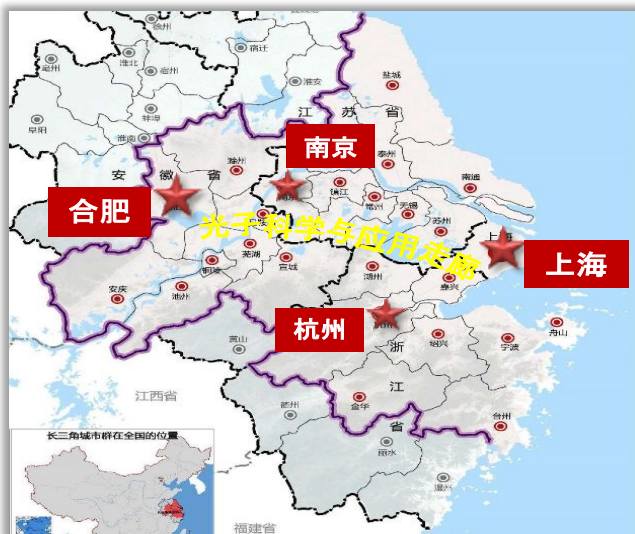 徐州
宿迁
淮北
亳州
宿州
淮安
盐城
蚌埠
江 苏 省
阜阳
淮南
南京
泰州
滁州
安 徽 省
南通
镇江
合肥
常州
无锡
苏州
上海
光子科学与应用走廊
上海
芜湖
宣城
铜陵
湖州
嘉兴
安庆
池州
杭州
舟山
黄山
绍兴
宁波
浙
江
省
江西省
金华
衢州
台州
丽水
温州
长三角城市群在全国的位置
福建省